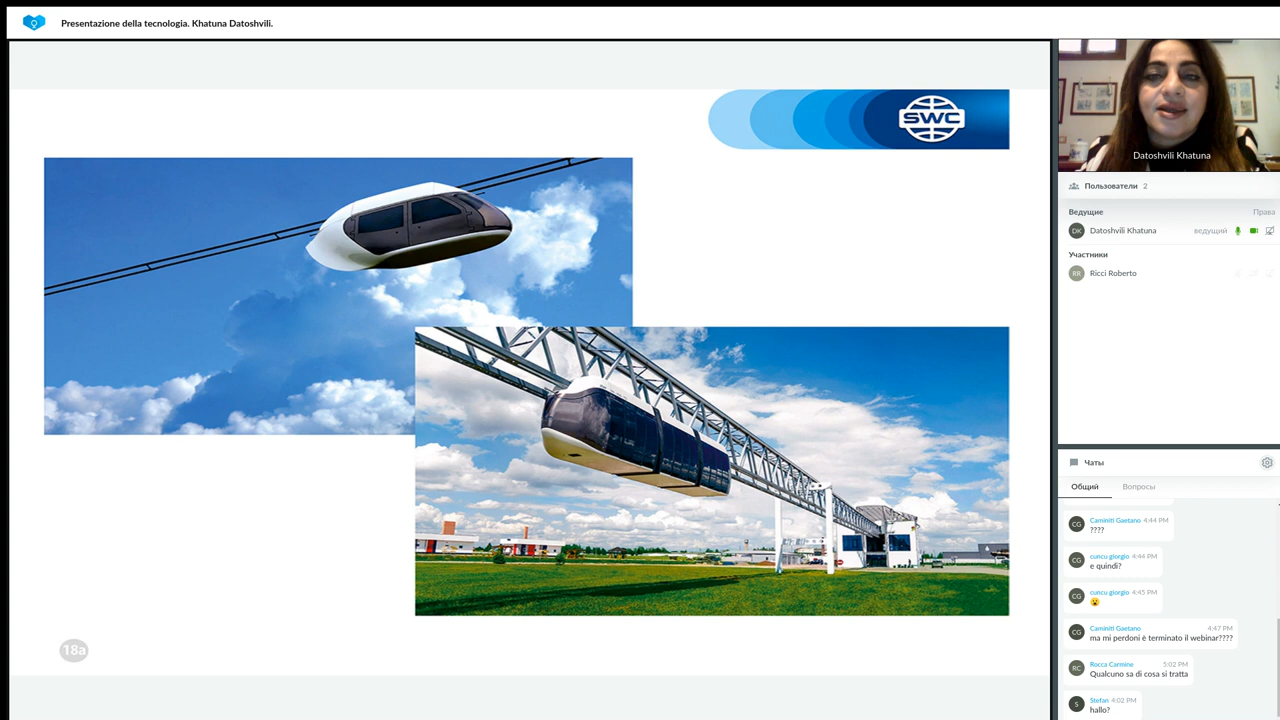 Presentazione della tecnologia. Khatuna Datoshvili.
SWC
18a
Datoshvili Khatuna
Пользователи 2
Ведущие Права
DK Datoshvili Khatuna ведущий
Участники
RR Ricci Roberto
Чаты
Общий Вопросы
CG Caminiti Gaetano 4:44 PM
????
CG cuncu giorgio 4:44 PM
e quindi?
CG cuncu giorgio 4:45 PM
😮
CG Caminiti Gaetano 4:47 PM
ma mi perdoni è terminato il webinar????
RC Rocca Carmine 5:02 PM
Qualcuno sa di cosa si tratta
S Stefan 4:02 PM
hallo?